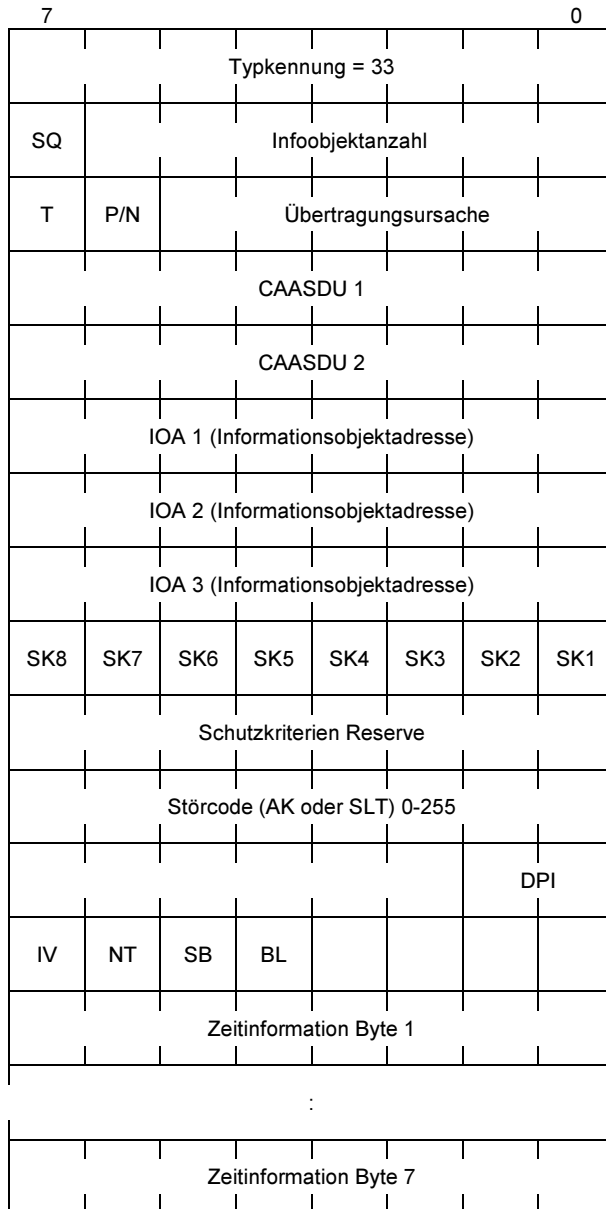 7 0
Typkennung = 33
SQ Infoobjektanzahl
T P/N Übertragungsursache
CAASDU 1
CAASDU 2
IOA 1 (Informationsobjektadresse)
IOA 2 (Informationsobjektadresse)
IOA 3 (Informationsobjektadresse)
SK8 SK7 SK6 SK5 SK4 SK3 SK2 SK1
Schutzkriterien Reserve
Störcode (AK oder SLT) 0-255
DPI
IV NT SB BL
Zeitinformation Byte 1
:
Zeitinformation Byte 7